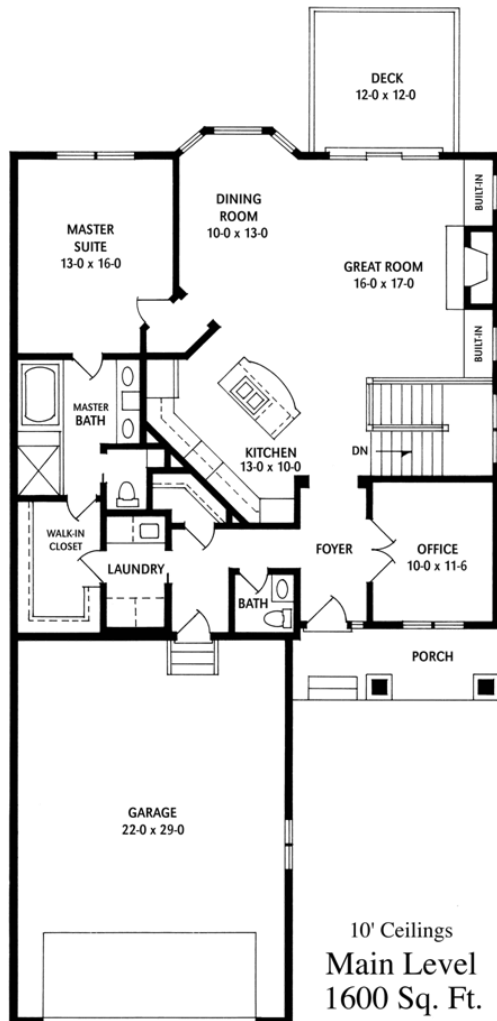 DECK
12-0 x 12-0
DINING
ROOM
10-0 x 13-0
BUILT-IN
MASTER
SUITE
13-0 x 16-0
GREAT ROOM
16-0 x 17-0
BUILT-IN
MASTER
BATH
KITCHEN
13-0 x 10-0
DN
WALK-IN
CLOSET
LAUNDRY
FOYER
OFFICE
10-0 x 11-6
BATH
PORCH
GARAGE
22-0 x 29-0
10' Ceilings
Main Level
1600 Sq. Ft.